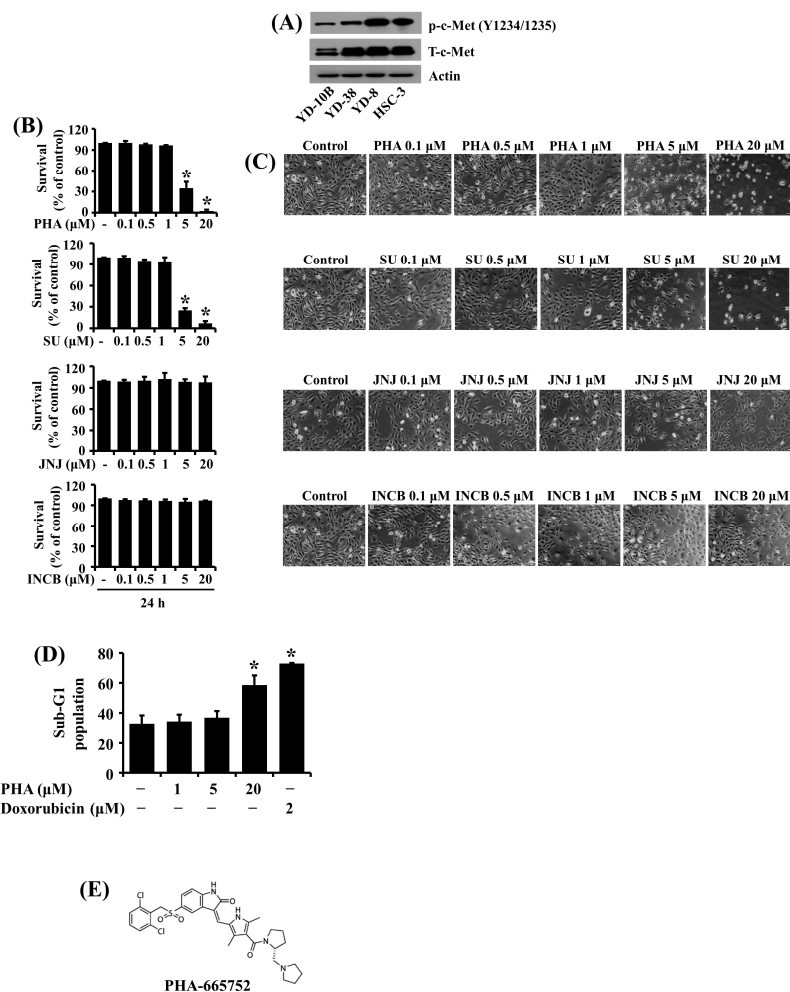 (A)
p-c-Met (Y1234/1235)
T-c-Met
Actin
YD-10B YD-38 YD-8 HSC-3
(B)
Survival (% of control)
120
90
60
30
0
PHA (μM) - 0.1 0.5 1 5 20
* *
Survival (% of control)
120
90
60
30
0
SU (μM) - 0.1 0.5 1 5 20
* *
Survival (% of control)
120
90
60
30
0
JNJ (μM) - 0.1 0.5 1 5 20
Survival (% of control)
120
90
60
30
0
INCB (μM) - 0.1 0.5 1 5 20
24 h
(C)
Control PHA 0.1 μM PHA 0.5 μM PHA 1 μM PHA 5 μM PHA 20 μM
Control SU 0.1 μM SU 0.5 μM SU 1 μM SU 5 μM SU 20 μM
Control JNJ 0.1 μM JNJ 0.5 μM JNJ 1 μM JNJ 5 μM JNJ 20 μM
Control INCB 0.1 μM INCB 0.5 μM INCB 1 μM INCB 5 μM INCB 20 μM
(D)
Sub-G1
population
80
60
40
20
0
* *
PHA (μM) – 1 5 20 –
Doxorubicin (μM) – – – – 2
(E)
Cl
Cl
S
O O
H
N
O
H
N
O
N
N
PHA-665752